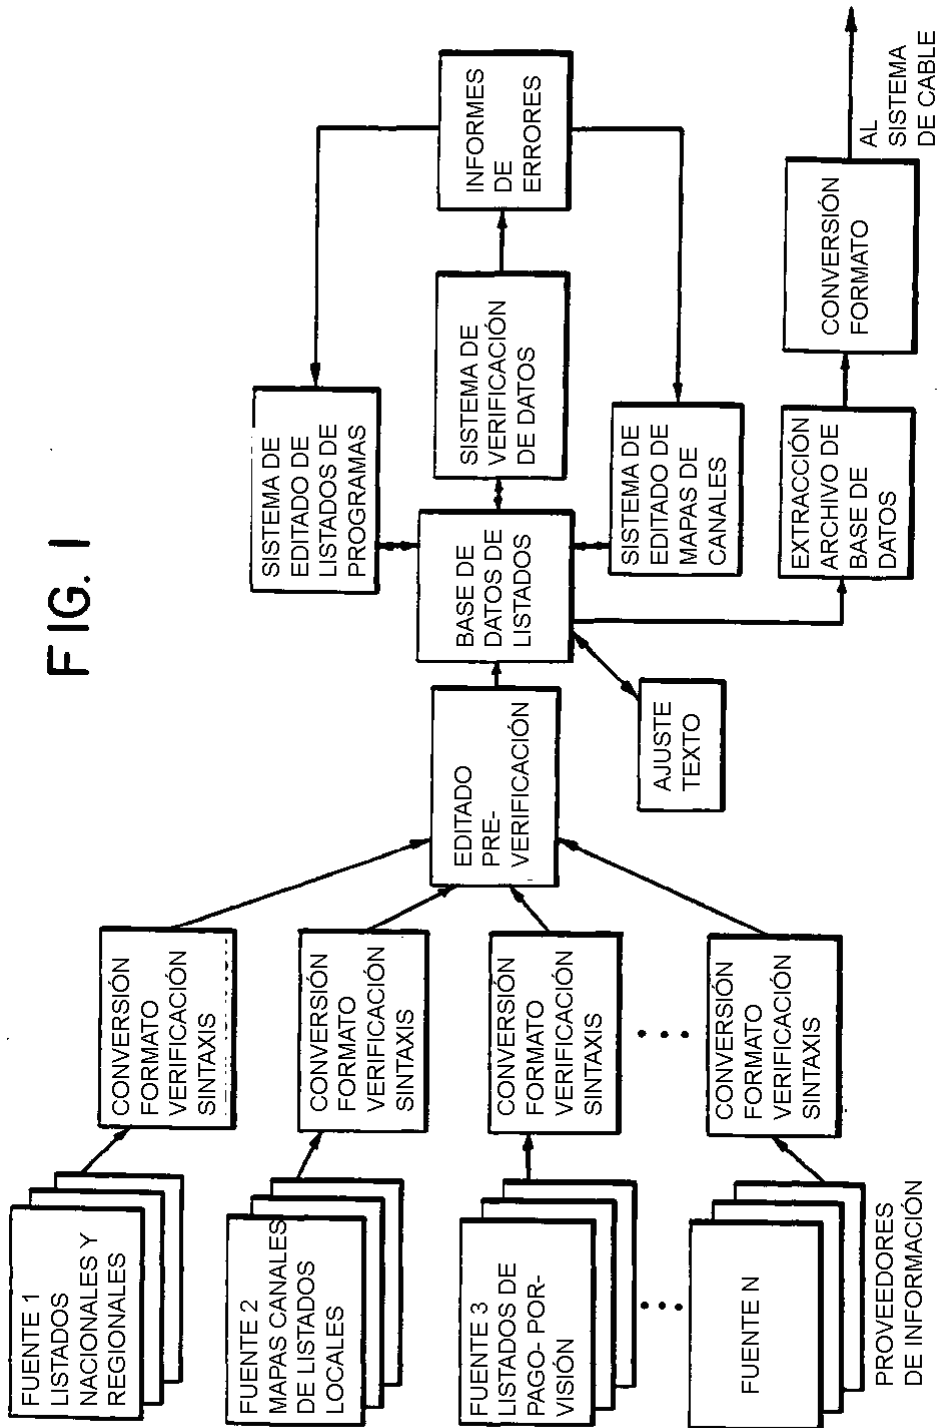 FIG. 1
FUENTE 1
LISTADOS
NACIONALES Y
REGIONALES
FUENTE 2
MAPAS CANALES
DE LISTADOS
LOCALES
FUENTE 3
LISTADOS DE
PAGO- POR-
VISIÓN
FUENTE N
PROVEEDORES
DE INFORMACIÓN
CONVERSIÓN
FORMATO
VERIFICACIÓN
SINTAXIS
CONVERSIÓN
FORMATO
VERIFICACIÓN
SINTAXIS
CONVERSIÓN
FORMATO
VERIFICACIÓN
SINTAXIS
CONVERSIÓN
FORMATO
VERIFICACIÓN
SINTAXIS
EDITADO
PRE-
VERIFICACIÓN
BASE DE
DATOS DE
LISTADOS
AJUSTE
TEXTO
SISTEMA DE
EDITADO DE
LISTADOS DE
PROGRAMAS
SISTEMA DE
VERIFICACIÓN
DE DATOS
SISTEMA DE
EDITADO DE
MAPAS DE
CANALES
INFORMES
DE
ERRORES
EXTRACCIÓN
ARCHIVO DE
BASE DE
DATOS
CONVERSIÓN
FORMATO
AL
SISTEMA
DE CABLE